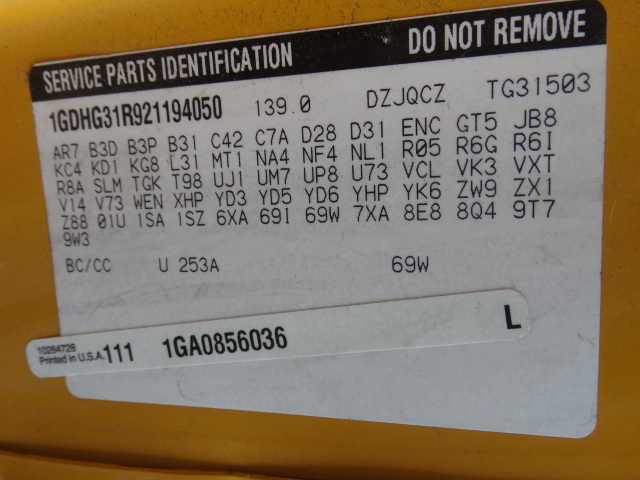 SERVICE PARTS IDENTIFICATION DO NOT REMOVE
1GDHG31R921194050 139.0 DZJQCZ TG31503
AR7 B3D B3P B31 C42 C7A D28 D31 ENC GT5 JB8
KC4 KD1 KG8 L31 MT1 NA4 NF4 NL1 R05 R6G R6I
R8A SLM TGK T98 UJ1 UM7 UP8 U73 VCL VK3 VXT
V14 V73 WEN XHP YD3 YD5 YD6 YHP YK6 ZW9 ZX1
Z88 01U 1SA 1SZ 6XA 69I 69W 7XA 8E8 8Q4 9T7
9W3
BC/CC U 253A 69W
10284728
Printed in U.S.A. 111 1GA0856036 L